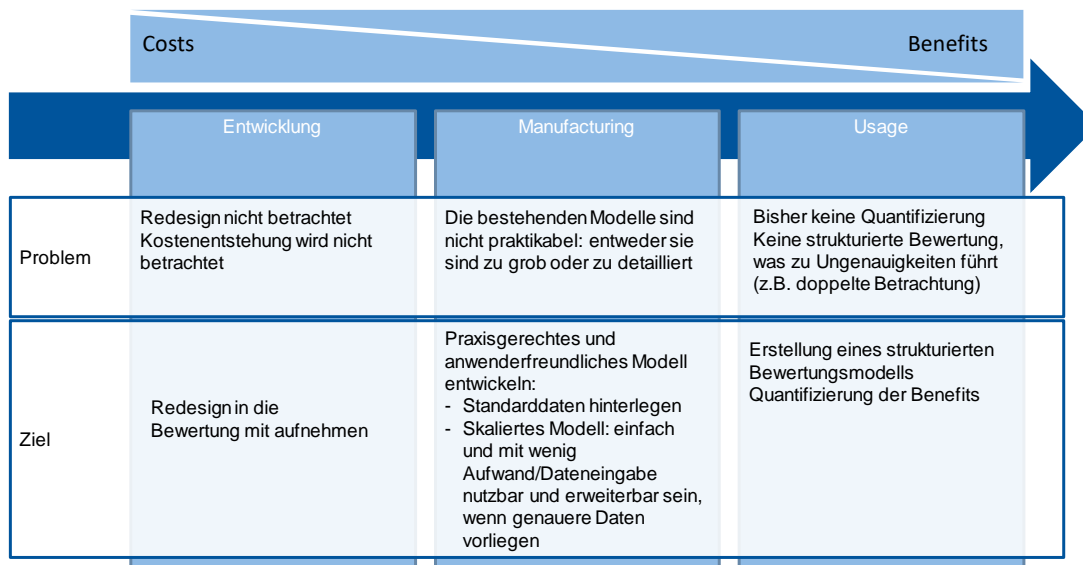 Costs
Benefits
Entwicklung
Manufacturing
Usage
Problem
Redesign nicht betrachtet
Kostenentstehung wird nicht
betrachtet
Die bestehenden Modelle sind
nicht praktikabel: entweder sie
sind zu grob oder zu detailliert
Bisher keine Quantifizierung
Keine strukturierte Bewertung,
was zu Ungenauigkeiten führt
(z.B. doppelte Betrachtung)
Ziel
Redesign in die
Bewertung mit aufnehmen
Praxisgerechtes und
anwenderfreundliches Modell
entwickeln:
- Standarddaten hinterlegen
- Skaliertes Modell: einfach
und mit wenig
Aufwand/Dateneingabe
nutzbar und erweiterbar sein,
wenn genauere Daten
vorliegen
Erstellung eines strukturierten
Bewertungsmodells
Quantifizierung der Benefits